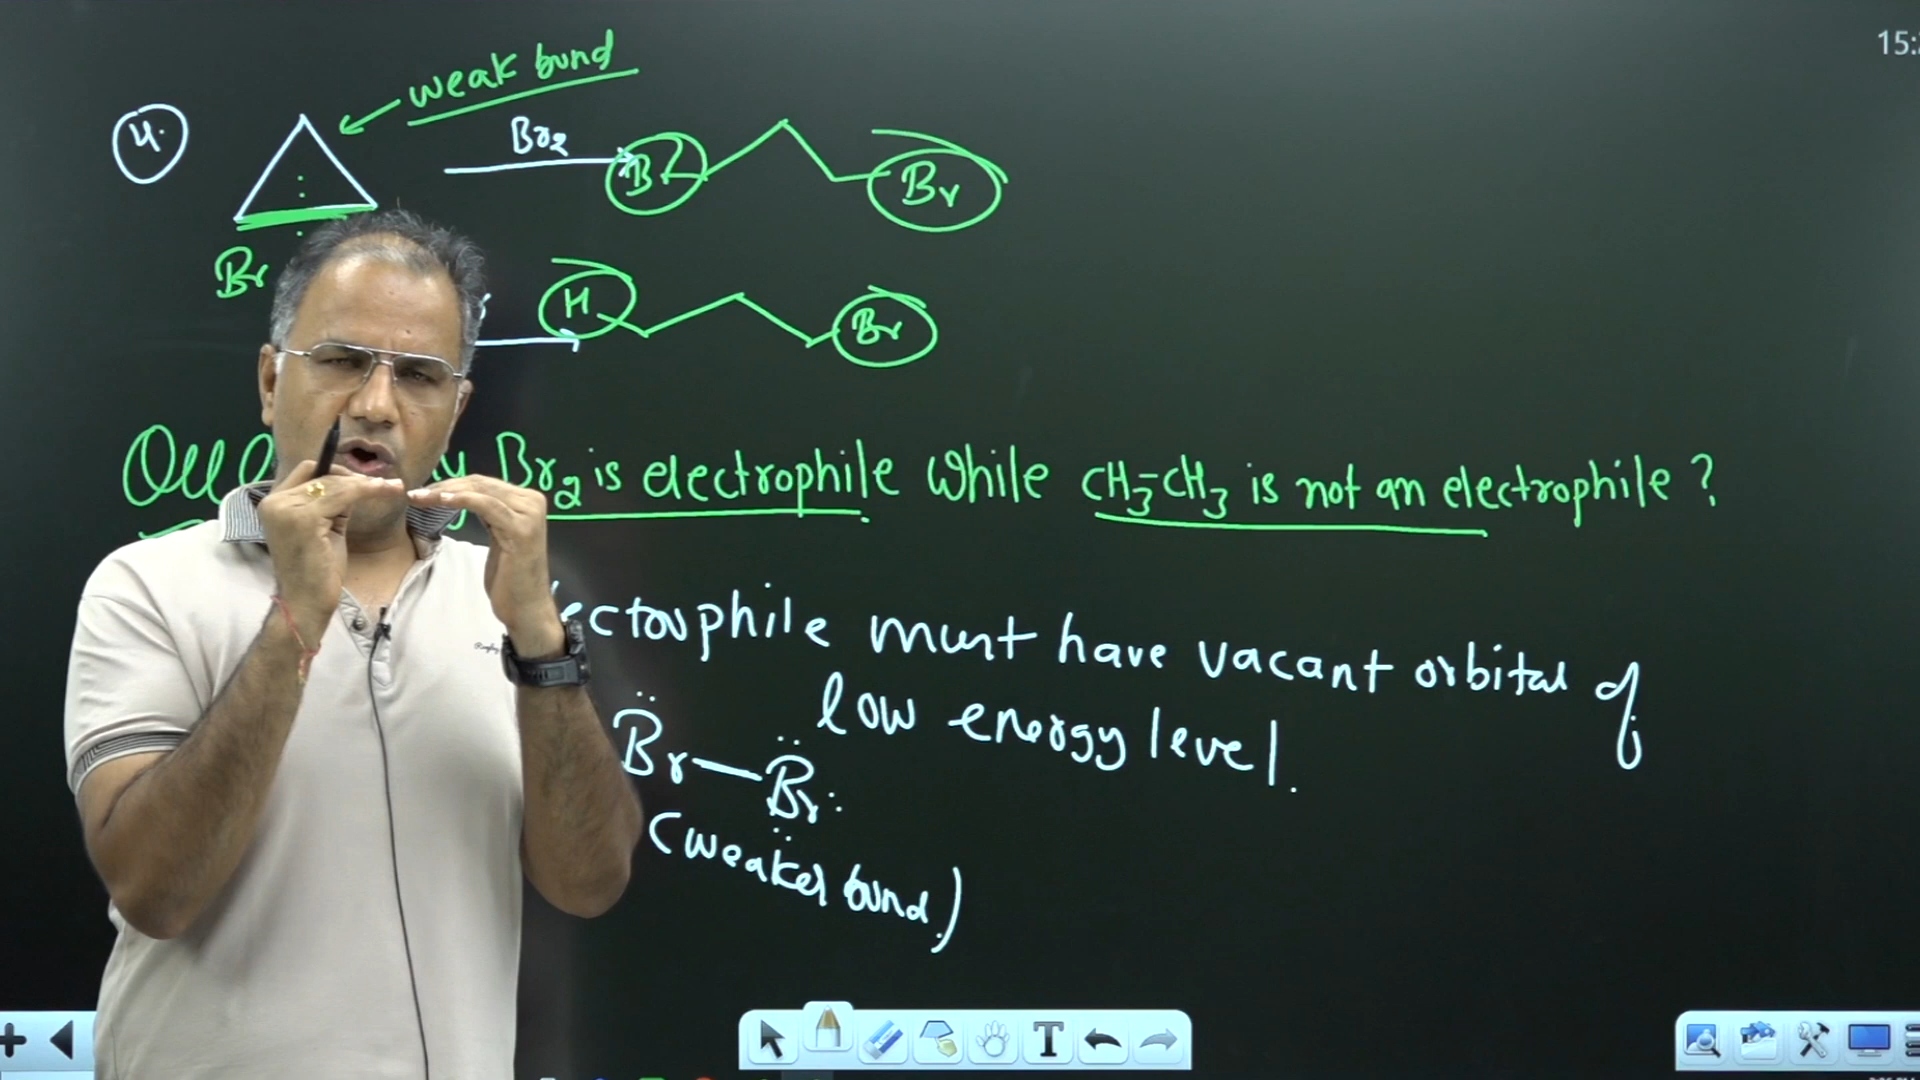 15:
weak bond
4.
Br₂
Br
Br
Br
H
Br
Br₂ is electrophile while CH₃-CH₃ is not an electrophile ?
lectrophile must have vacant orbital of
low energy level.
Br—Br:
(weaker bond)
T